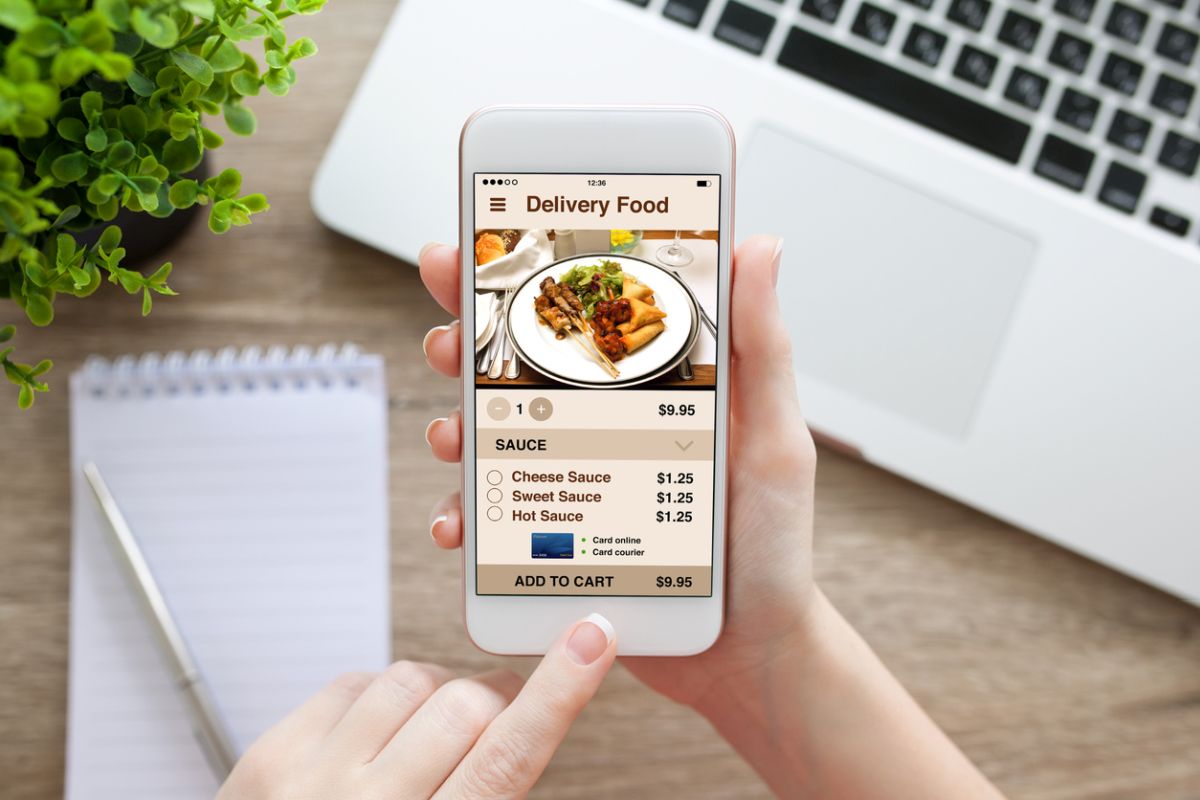 12:36
Delivery Food
− 1 + $9.95
SAUCE
Cheese Sauce $1.25
Sweet Sauce $1.25
Hot Sauce $1.25
Card online
Card courier
ADD TO CART $9.95